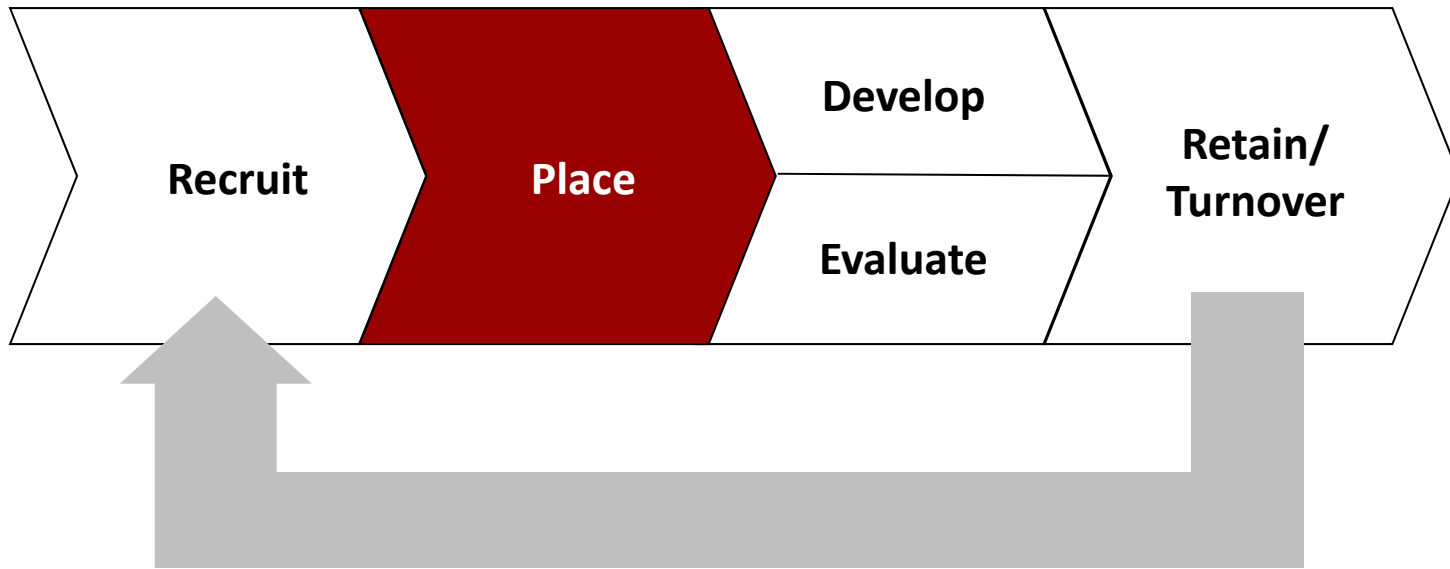 Recruit
Place
Develop
Evaluate
Retain/
Turnover